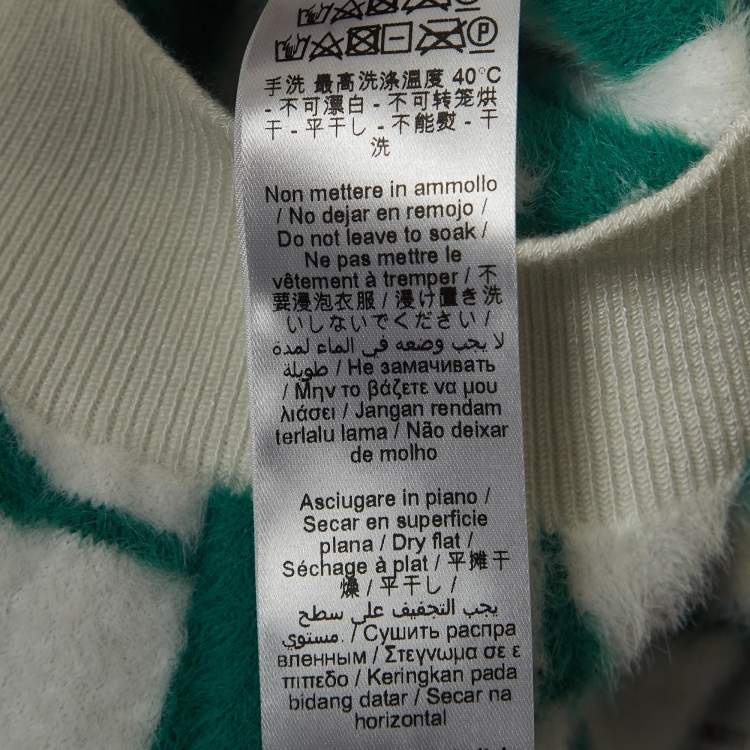 手洗 最高洗涤温度 40°C
- 不可漂白 - 不可转笼烘
干 - 平干し - 不能熨 - 干
洗
Non mettere in ammollo
/ No dejar en remojo /
Do not leave to soak /
Ne pas mettre le
vêtement à tremper / 不
要浸泡衣服 / 浸け置き洗
いしないでください /
لا يجب وضعه في الماء لمدة
طويلة / Не замачивать
/ Μην το βάζετε να μου
λιάσει / Jangan rendam
terlalu lama / Não deixar
de molho
Asciugare in piano /
Secar en superficie
plana / Dry flat /
Séchage à plat / 平摊干
燥 / 平干し /
يجب التجفيف على سطح
مستوي. / Сушить распра
вленным / Στεγνωμα σε ε
πιπεδο / Keringkan pada
bidang datar / Secar na
horizontal